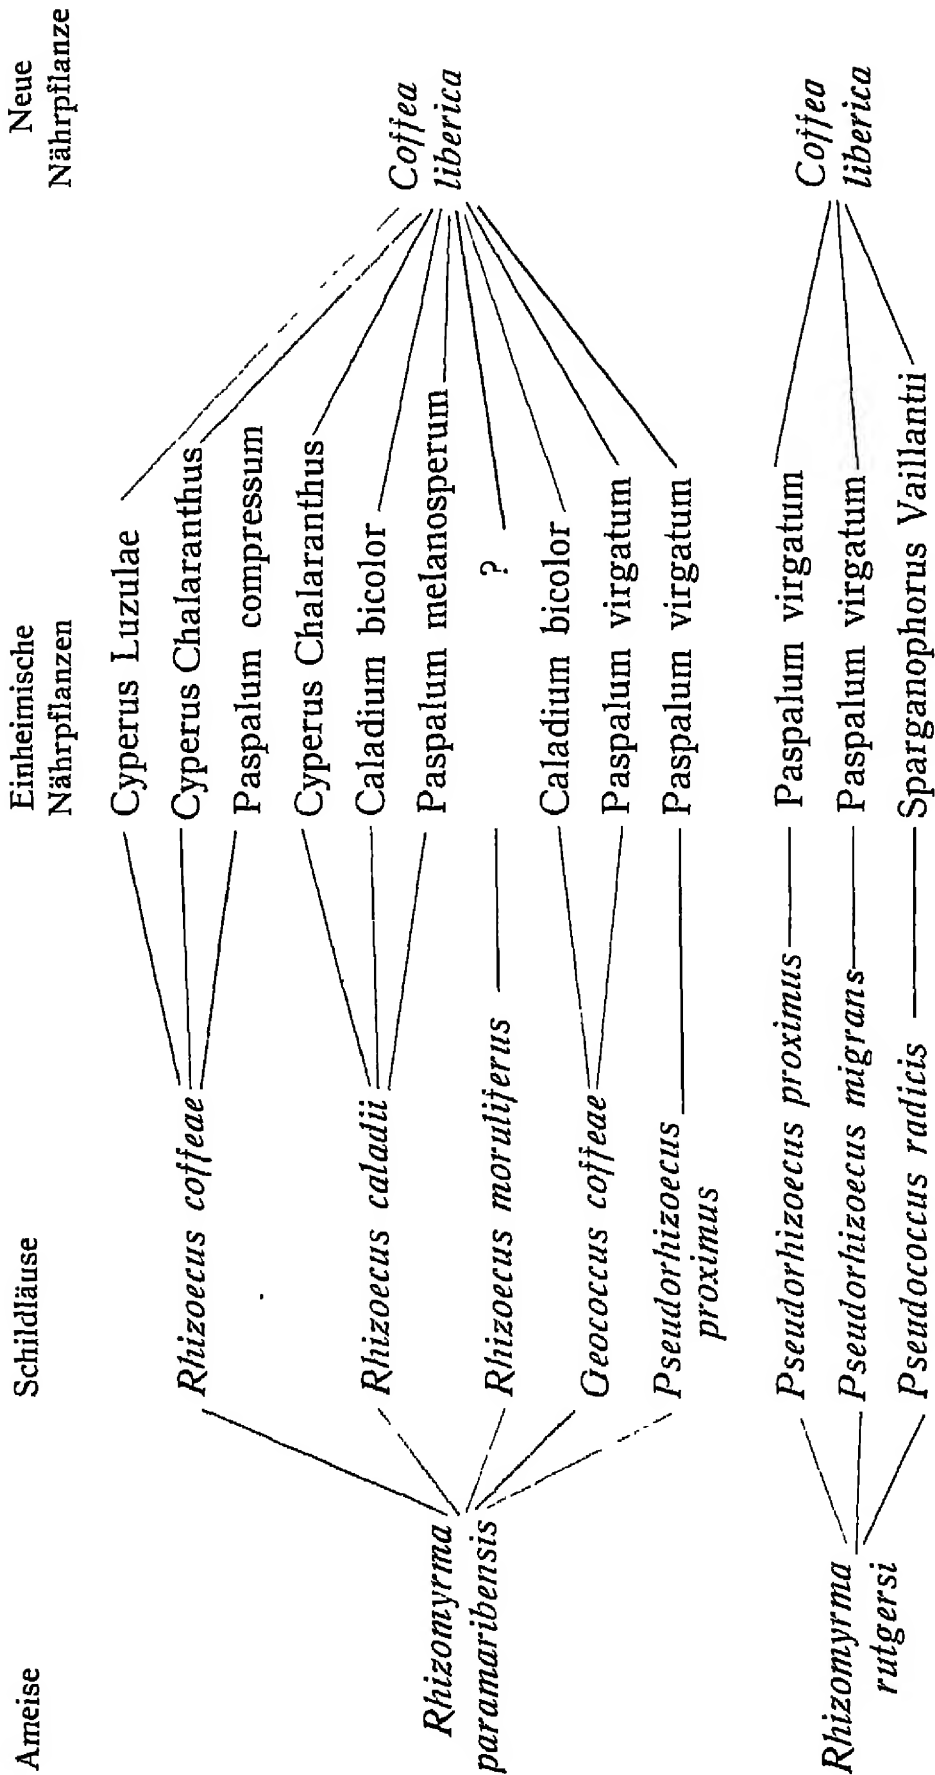 Ameise
Schildläuse
Einheimische
Nährpflanzen
Neue
Nährpflanze
Rhizomyrma
paramaribensis
Rhizoecus coffeae
Cyperus Luzulae
Cyperus Chalaranthus
Paspalum compressum
Rhizoecus caladii
Cyperus Chalaranthus
Caladium bicolor
Paspalum melanosperum
Rhizoecus moruliferus
?
Geococcus coffeae
Caladium bicolor
Paspalum virgatum
Pseudorhizoecus
proximus
Paspalum virgatum
Coffea
liberica
Rhizomyrma
rutgersi
Pseudorhizoecus proximus
Paspalum virgatum
Pseudorhizoecus migrans
Paspalum virgatum
Pseudococcus radicis
Sparganophorus Vaillantii
Coffea
liberica